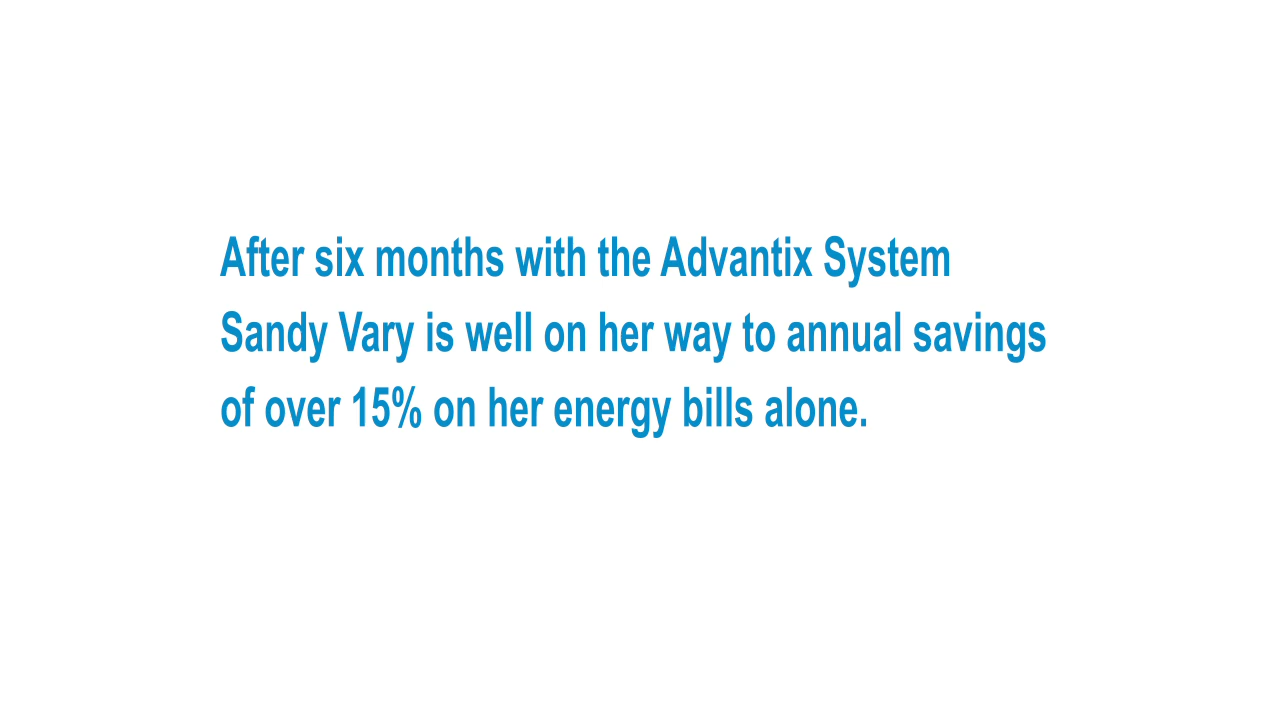 After six months with the Advantix System
Sandy Vary is well on her way to annual savings
of over 15% on her energy bills alone.